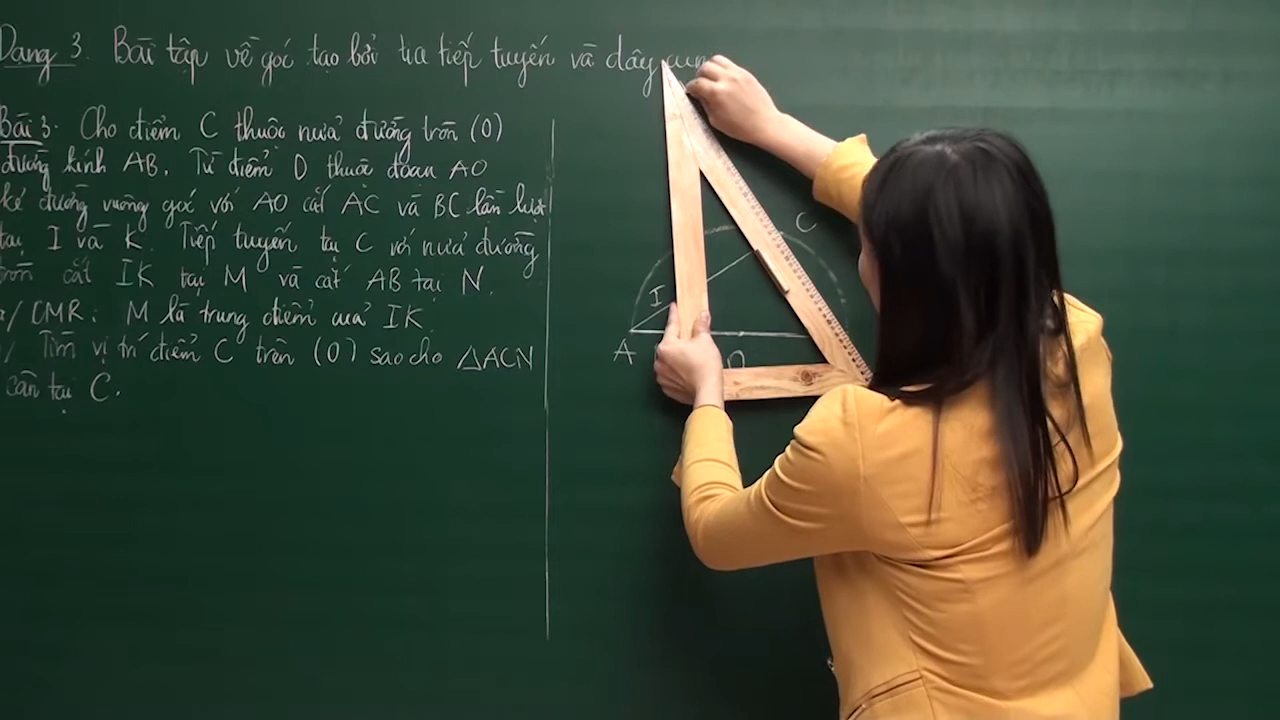 Dạng 3. Bài tập về góc tạo bởi tia tiếp tuyến và dây cung
Bài 3. Cho điểm C thuộc nửa đường tròn (O)
đường kính AB. Từ điểm D thuộc đoạn AO
kẻ đường vuông góc với AO cắt AC và BC lần lượt
tại I và K. Tiếp tuyến tại C với nửa đường
tròn cắt IK tại M và cắt AB tại N.
a/ CMR: M là trung điểm của IK
/ Tìm vị trí điểm C trên (O) sao cho △ACN
cân tại C.
C
I
A
D